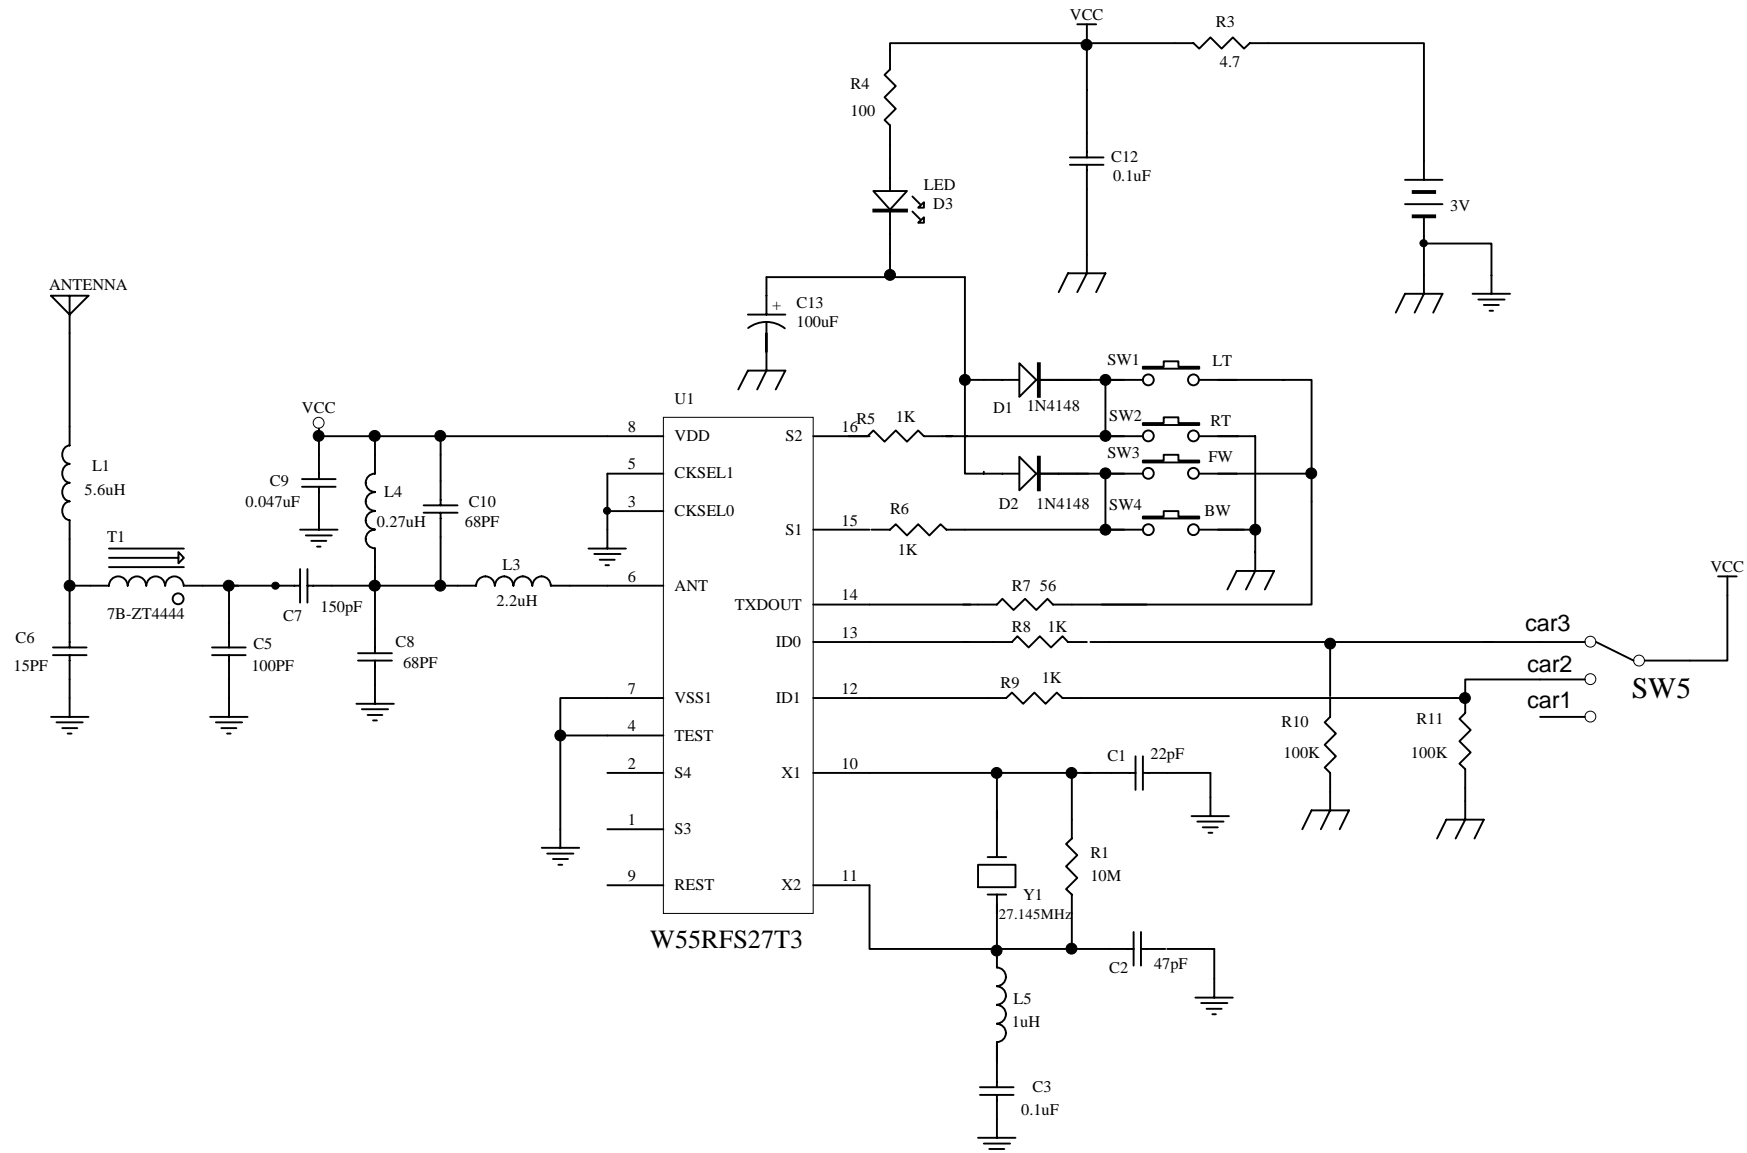 VCC
R3
4.7
R4
100
C12
0.1uF
LED
D3
3V
ANTENNA
+
C13
100uF
SW1
LT
D1
1N4148
SW2
RT
SW3
FW
D2
1N4148
SW4
BW
U1
VCC
8
VDD
S2
16
R5
1K
5
CKSEL1
3
CKSEL0
S1
15
R6
1K
L1
5.6uH
C9
0.047uF
L4
0.27uH
C10
68PF
T1
7B-ZT4444
L3
2.2uH
6
ANT
C7
150pF
TXDOUT
14
R7
56
C6
15PF
C5
100PF
C8
68PF
ID0
13
R8
1K
7
VSS1
ID1
12
R9
1K
VCC
car3
car2
car1
SW5
4
TEST
R10
100K
R11
100K
2
S4
X1
10
C1
22pF
1
S3
R1
10M
9
REST
X2
11
Y1
27.145MHz
W55RFS27T3
C2
47pF
L5
1uH
C3
0.1uF